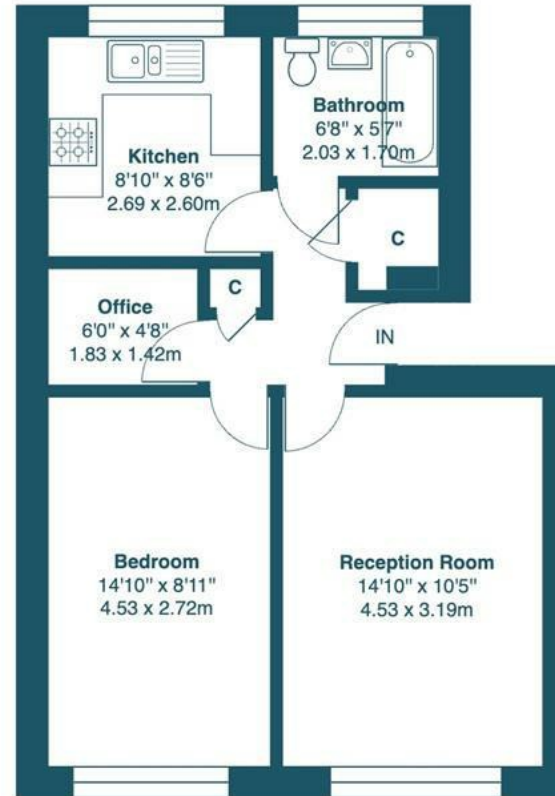 Kitchen
8'10" x 8'6"
2.69 x 2.60m
Bathroom
6'8" x 5'7"
2.03 x 1.70m
C
Office
6'0" x 4'8"
1.83 x 1.42m
C
IN
Bedroom
14'10" x 8'11"
4.53 x 2.72m
Reception Room
14'10" x 10'5"
4.53 x 3.19m